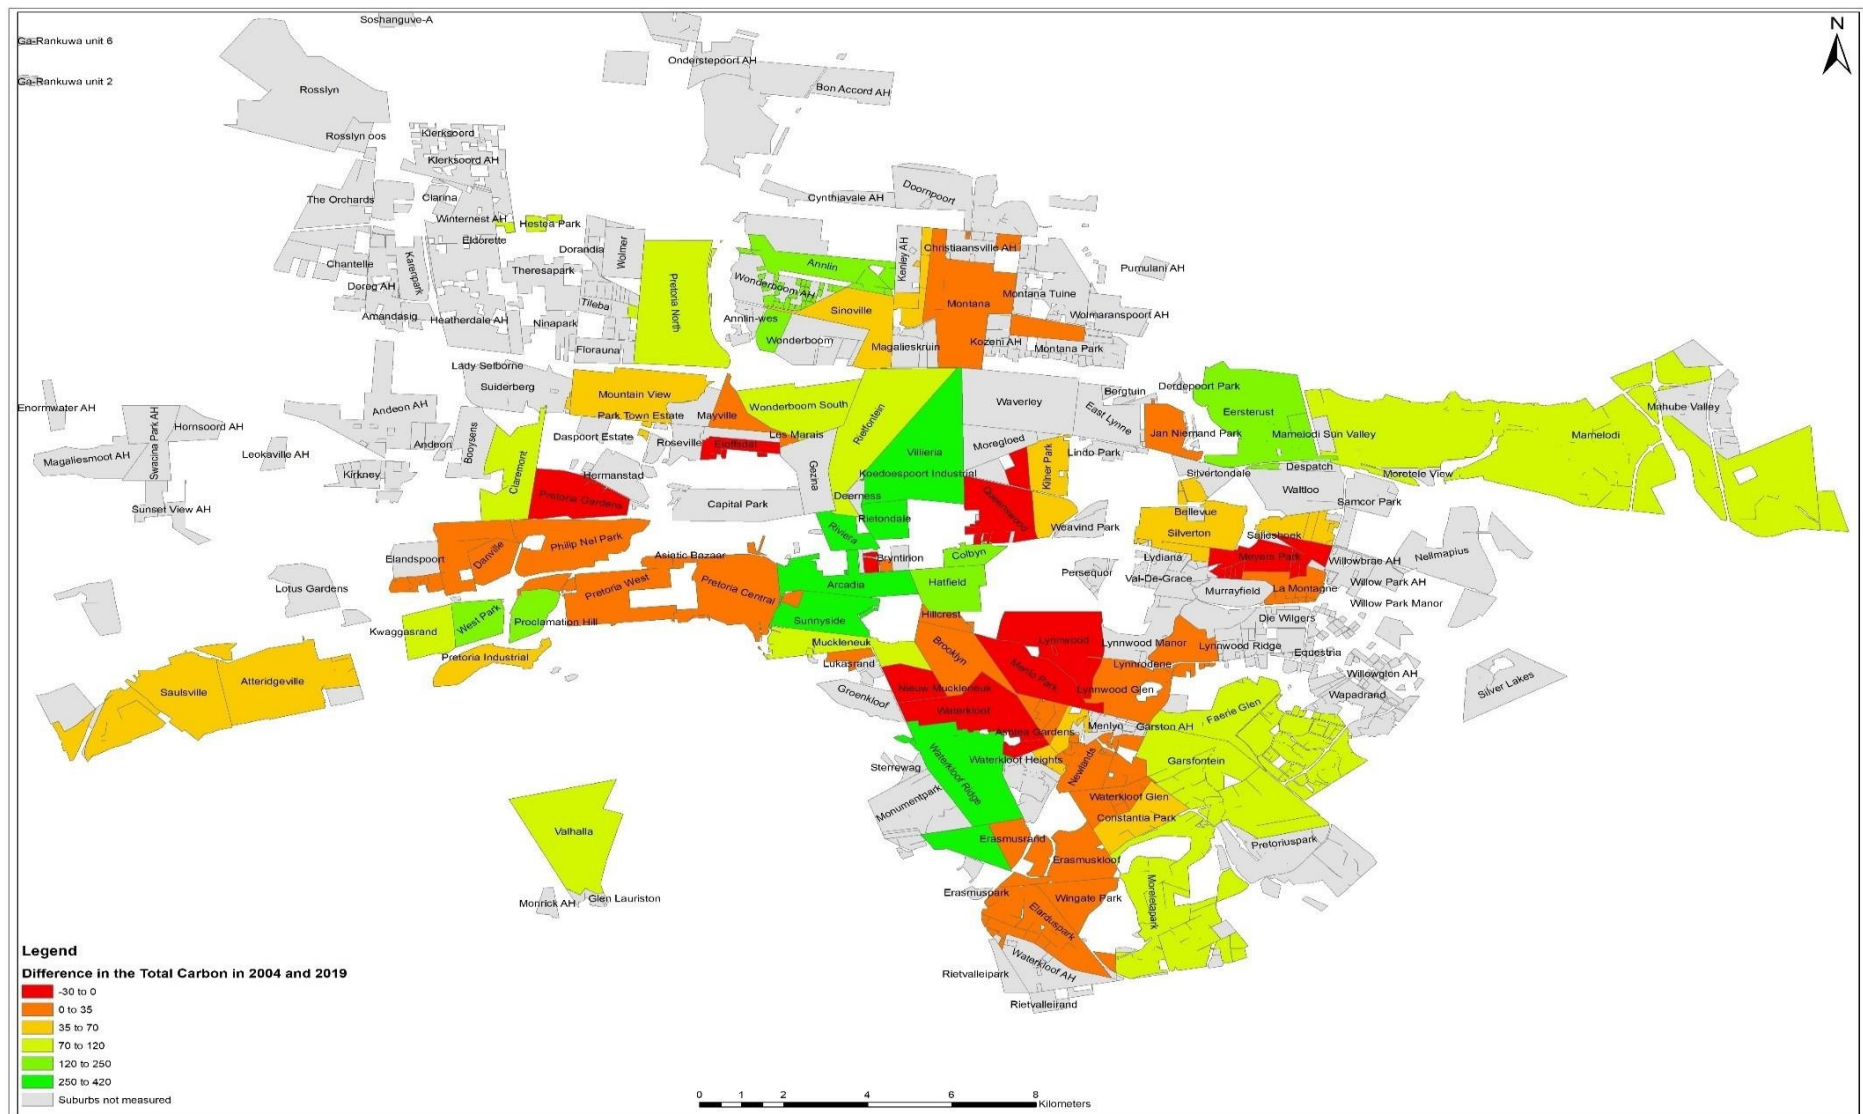 Soshanguve-A
N
Ga-Rankuwa unit 6
Onderstepoort AH
Ga-Rankuwa unit 2
Rosslyn
Bon Accord AH
Rosslyn oos
Klerksoord
Klerksoord AH
Doornpoort
The Orchards
Clarina
Cynthiavale AH
Winternest AH
Hestea Park
Eldorette
Dorandia
Wolmer
Kenley AH
Christiaansville AH
Chantelle
Karenpark
Theresapark
Annlin
Pumulani AH
Doreg AH
Wonderboom AH
Montana Tuine
Tileba
Pretoria North
Sinoville
Montana
Amandasig
Heatherdale AH
Ninapark
Annlin-wes
Wolmaranspoort AH
Florauna
Wonderboom
Magalieskruin
Kozeni AH
Montana Park
Lady Selborne
Suiderberg
Mountain View
Derdepoort Park
Bergtuin
Enormwater AH
Andeon AH
Park Town Estate
Mayville
Wonderboom South
Waverley
East Lynne
Eersterust
Mahube Valley
Swacina Park AH
Hornsoord AH
Andeon
Booysens
Daspoort Estate
Roseville
Eloffsdal
Les Marais
Rietfontein
Jan Niemand Park
Mamelodi Sun Valley
Mamelodi
Magaliesmoot AH
Leokaville AH
Moregloed
Villieria
Lindo Park
Claremont
Kirkney
Hermanstad
Gezina
Koedoespoort Industrial
Kilner Park
Silvertondale
Despatch
Moretele View
Pretoria Gardens
Capital Park
Deerness
Queenswood
Waltloo
Samcor Park
Sunset View AH
Rietondale
Bellevue
Riviera
Weavind Park
Silverton
Salieshoek
Philip Nel Park
Danville
Elandspoort
Asiatic Bazaar
Bryntirion
Colbyn
Lydiana
Meyers Park
Willowbrae AH
Nellmapius
Lotus Gardens
Pretoria West
Pretoria Central
Arcadia
Hatfield
Persequor
Val-De-Grace
Murrayfield
La Montagne
Willow Park AH
Willow Park Manor
West Park
Proclamation Hill
Sunnyside
Hillcrest
Die Wilgers
Kwaggasrand
Muckleneuk
Brooklyn
Lynnwood
Lynnwood Manor
Lynnwood Ridge
Equestria
Pretoria Industrial
Lukasrand
Menlo Park
Lynnrodene
Willowglen AH
Silver Lakes
Saulsville
Atteridgeville
Groenkloof
Nieuw Muckleneuk
Lynnwood Glen
Wapadrand
Waterkloof
Faerie Glen
Ashlea Gardens
Menlyn
Garston AH
Sterrewag
Waterkloof Ridge
Waterkloof Heights
Newlands
Garsfontein
Monumentpark
Waterkloof Glen
Constantia Park
Valhalla
Erasmusrand
Pretoriuspark
Erasmuskloof
Erasmuspark
Wingate Park
Moreletapark
Monrick AH
Glen Lauriston
Elarduspark
Waterkloof AH
Rietvalleipark
Rietvalleirand
Legend
Difference in the Total Carbon in 2004 and 2019
-30 to 0
0 to 35
35 to 70
70 to 120
120 to 250
250 to 420
Suburbs not measured
0 1 2 4 6 8
Kilometers